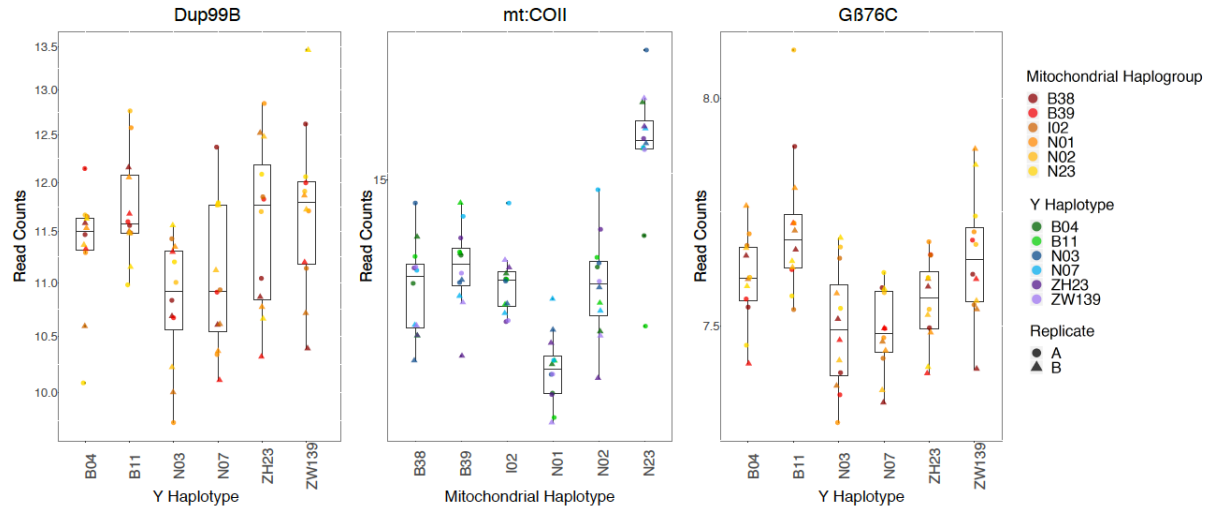 Dup99B
Read Counts
13.5
13.0
12.5
12.0
11.5
11.0
10.5
10.0
B04
B11
N03
N07
ZH23
ZW139
Y Haplotype
mt:COII
Read Counts
15
B38
B39
I02
N01
N02
N23
Mitochondrial Haplotype
Gß76C
Read Counts
8.0
7.5
B04
B11
N03
N07
ZH23
ZW139
Y Haplotype
Mitochondrial Haplogroup
B38
B39
I02
N01
N02
N23
Y Haplotype
B04
B11
N03
N07
ZH23
ZW139
Replicate
A
B